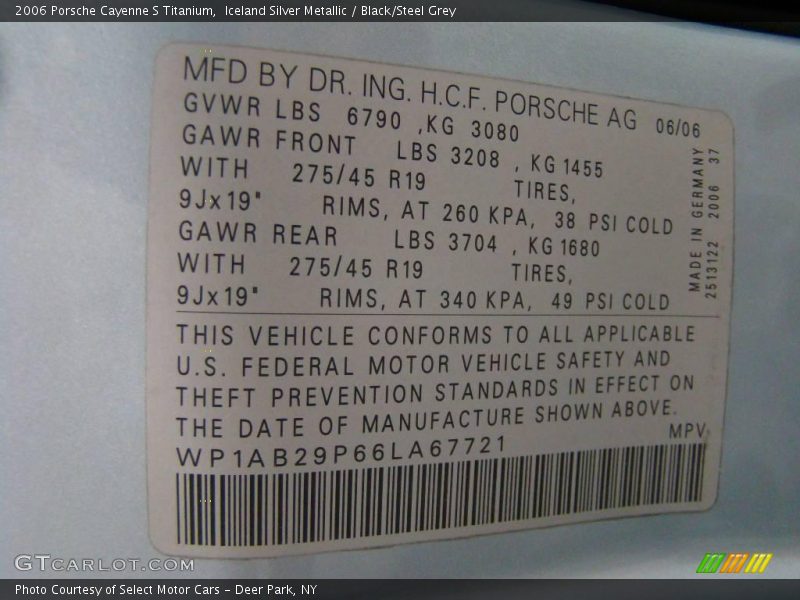 2006 Porsche Cayenne S Titanium,  Iceland Silver Metallic / Black/Steel Grey
MFD BY DR. ING. H.C.F. PORSCHE AG 06/06
GVWR LBS 6790 ,KG 3080
GAWR FRONT LBS 3208 , KG 1455
WITH 275/45 R19 TIRES,
9Jx19" RIMS, AT 260 KPA, 38 PSI COLD
GAWR REAR LBS 3704 , KG 1680
WITH 275/45 R19 TIRES,
9Jx19" RIMS, AT 340 KPA, 49 PSI COLD
MADE IN GERMANY
2513122 2006 37
THIS VEHICLE CONFORMS TO ALL APPLICABLE
U.S. FEDERAL MOTOR VEHICLE SAFETY AND
THEFT PREVENTION STANDARDS IN EFFECT ON
THE DATE OF MANUFACTURE SHOWN ABOVE.
WP1AB29P66LA67721 MPV
GTCARLOT.COM
Photo Courtesy of Select Motor Cars – Deer Park, NY